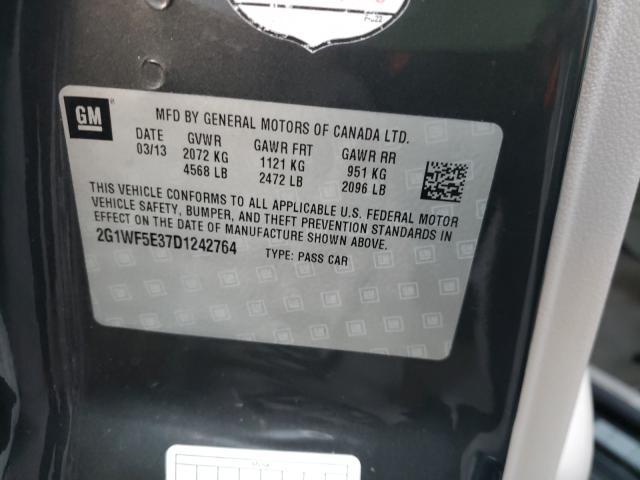 GM
MFD BY GENERAL MOTORS OF CANADA LTD.
DATE GVWR GAWR FRT GAWR RR
03/13 2072 KG 1121 KG 951 KG
4568 LB 2472 LB 2096 LB
THIS VEHICLE CONFORMS TO ALL APPLICABLE U.S. FEDERAL MOTOR
VEHICLE SAFETY, BUMPER, AND THEFT PREVENTION STANDARDS IN
EFFECT ON THE DATE OF MANUFACTURE SHOWN ABOVE.
2G1WF5E37D1242764 TYPE: PASS CAR